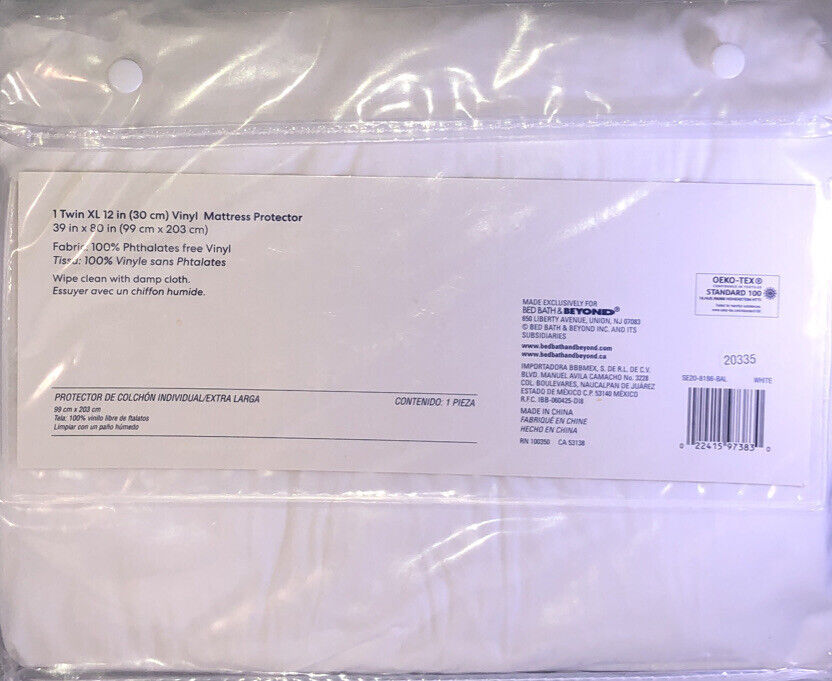 1 Twin XL 12 in (30 cm) Vinyl Mattress Protector
39 in x 80 in (99 cm x 203 cm)
Fabric: 100% Phthalates free Vinyl
Tissu: 100% Vinyle sans Phtalates
Wipe clean with damp cloth.
Essuyer avec un chiffon humide.
PROTECTOR DE COLCHÓN INDIVIDUAL/EXTRA LARGA
CONTENIDO: 1 PIEZA
99 cm x 203 cm
Tela: 100% vinilo libre de ftalatos
Limpiar con un paño húmedo
MADE EXCLUSIVELY FOR
BED BATH & BEYOND®
650 LIBERTY AVENUE, UNION, NJ 07083
© BED BATH & BEYOND INC. AND ITS
SUBSIDIARIES
www.bedbathandbeyond.com
www.bedbathandbeyond.ca
IMPORTADORA BBBMEX, S. DE R.L. DE C.V.
BLVD. MANUEL AVILA CAMACHO No. 3228
COL. BOULEVARES, NAUCALPAN DE JUAREZ
ESTADO DE MÉXICO C.P. 53140 MÉXICO
R.F.C. IBB-060425-DI8
MADE IN CHINA
FABRIQUÉ EN CHINE
HECHO EN CHINA
RN 100350 CA 53138
OEKO-TEX®
STANDARD 100
20335
SE20-8186-BAL WHITE
0 22415 97383 0